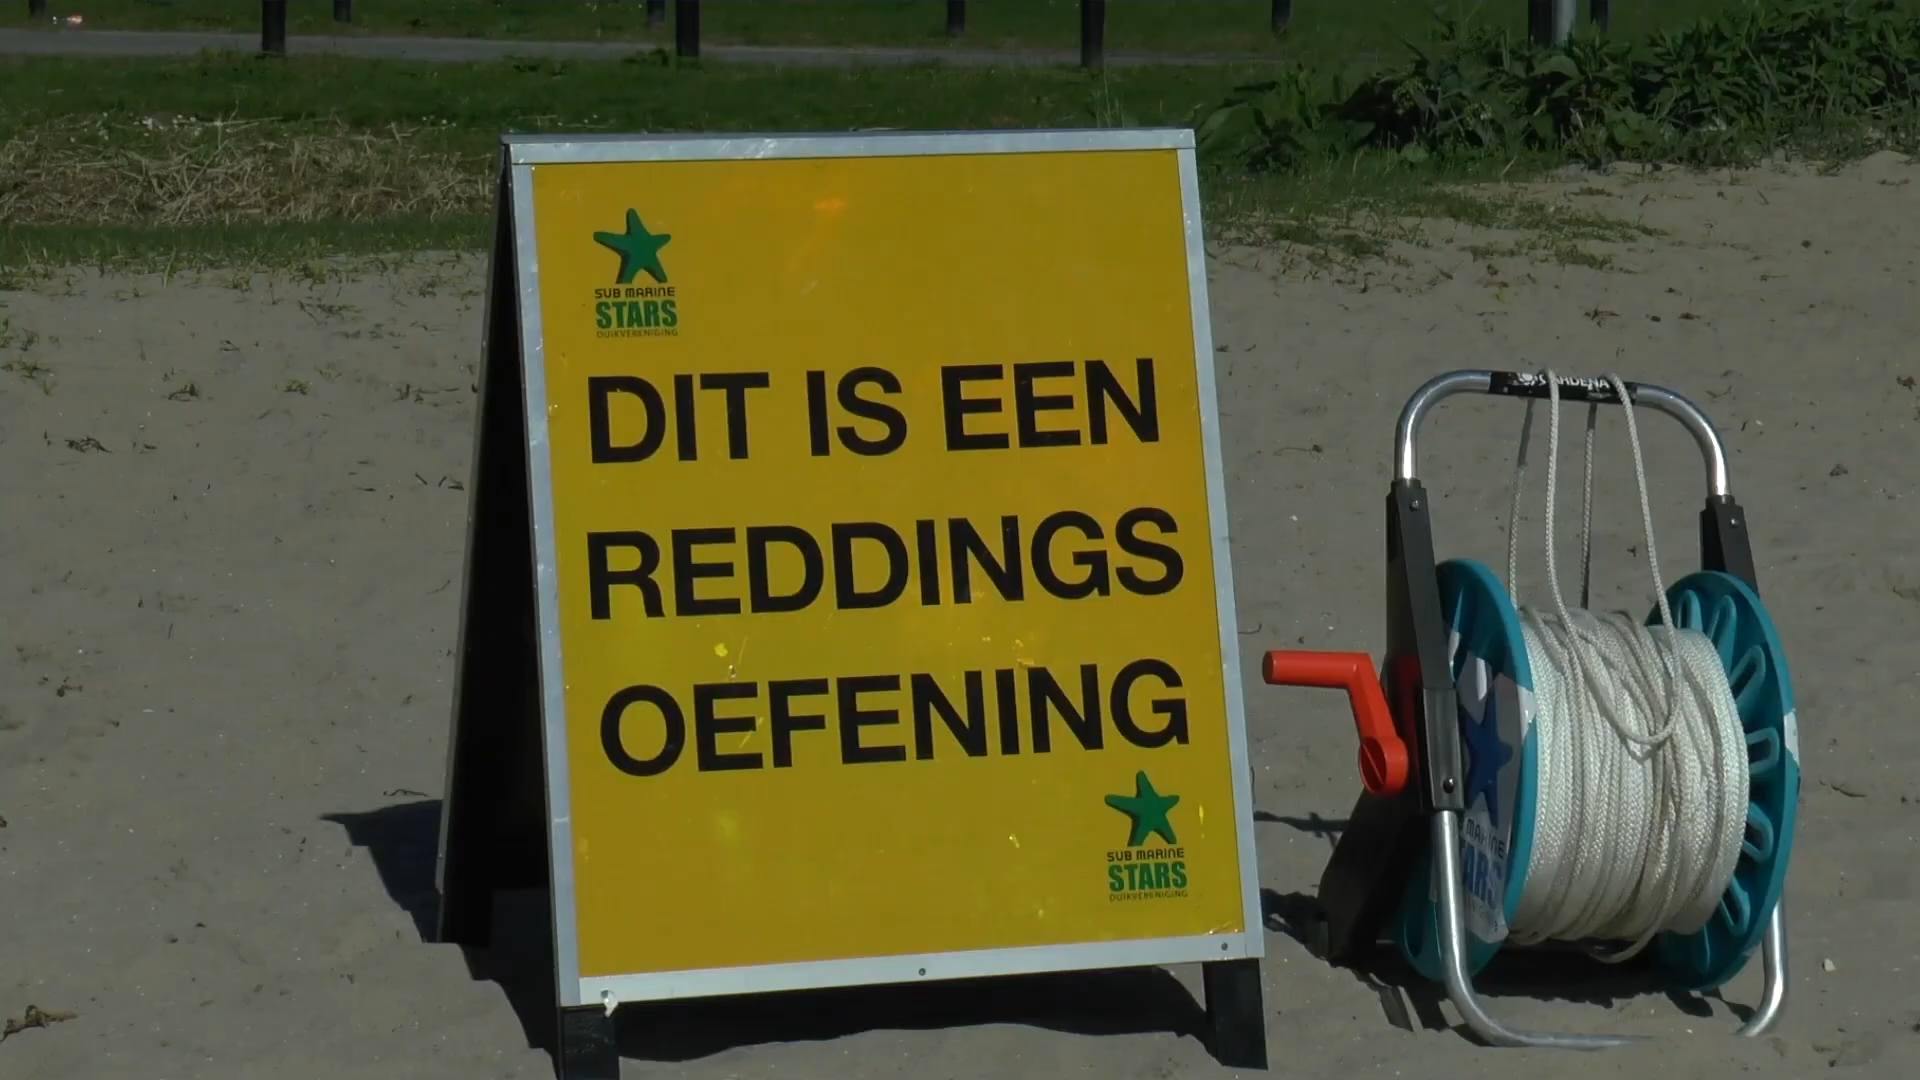 SUB MARINE
STARS
DUIKVERENIGING
DIT IS EEN
REDDINGS
OEFENING
SUB MARINE
STARS
DUIKVERENIGING
GARDENA